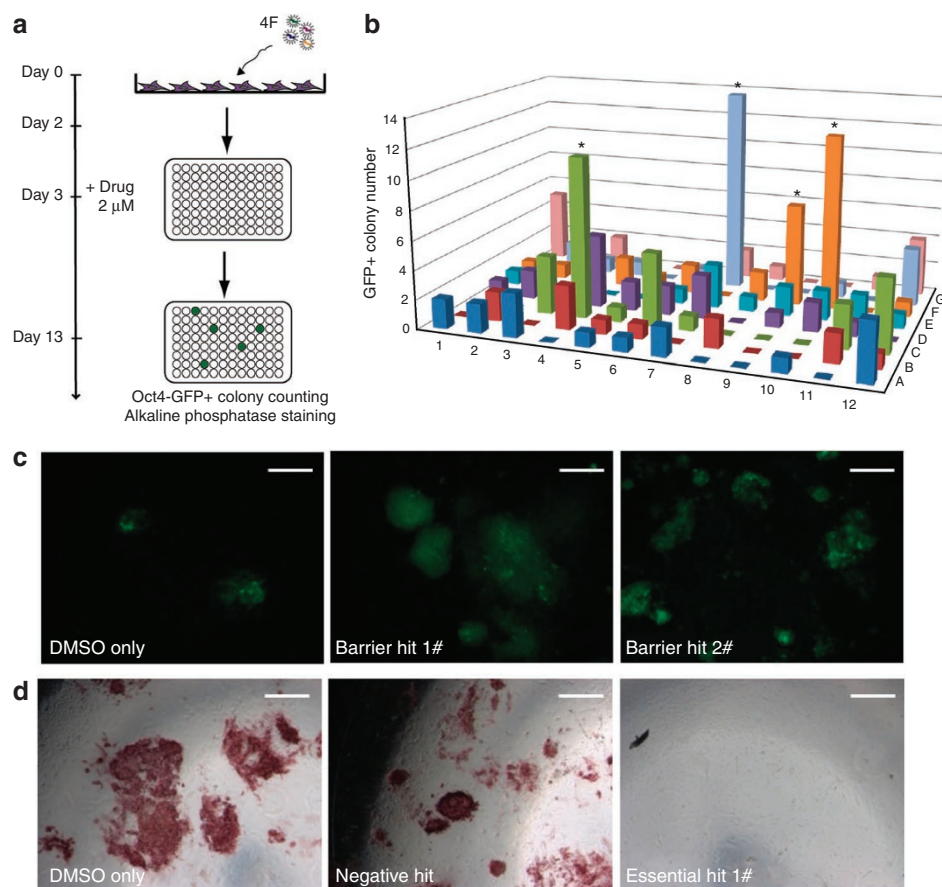 a
4F
Day 0
Day 2
Day 3
+ Drug
2 µM
Day 13
Oct4-GFP+ colony counting
Alkaline phosphatase staining
b
GFP+ colony number
14
12
10
8
6
4
2
0
* * * *
1 2 3 4 5 6 7 8 9 10 11 12
G
F
E
D
C
B
A
c
DMSO only
Barrier hit 1#
Barrier hit 2#
d
DMSO only
Negative hit
Essential hit 1#